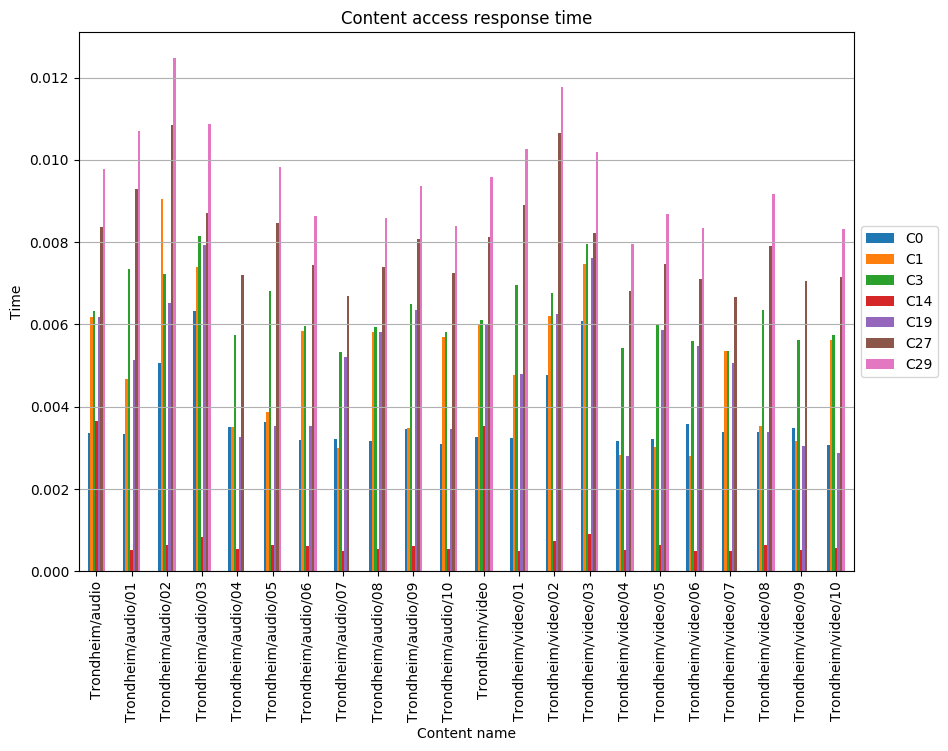 Content access response time
Time
0.012
0.010
0.008
0.006
0.004
0.002
0.000
C0
C1
C3
C14
C19
C27
C29
Trondheim/audio
Trondheim/audio/01
Trondheim/audio/02
Trondheim/audio/03
Trondheim/audio/04
Trondheim/audio/05
Trondheim/audio/06
Trondheim/audio/07
Trondheim/audio/08
Trondheim/audio/09
Trondheim/audio/10
Trondheim/video
Trondheim/video/01
Trondheim/video/02
Trondheim/video/03
Trondheim/video/04
Trondheim/video/05
Trondheim/video/06
Trondheim/video/07
Trondheim/video/08
Trondheim/video/09
Trondheim/video/10
Content name